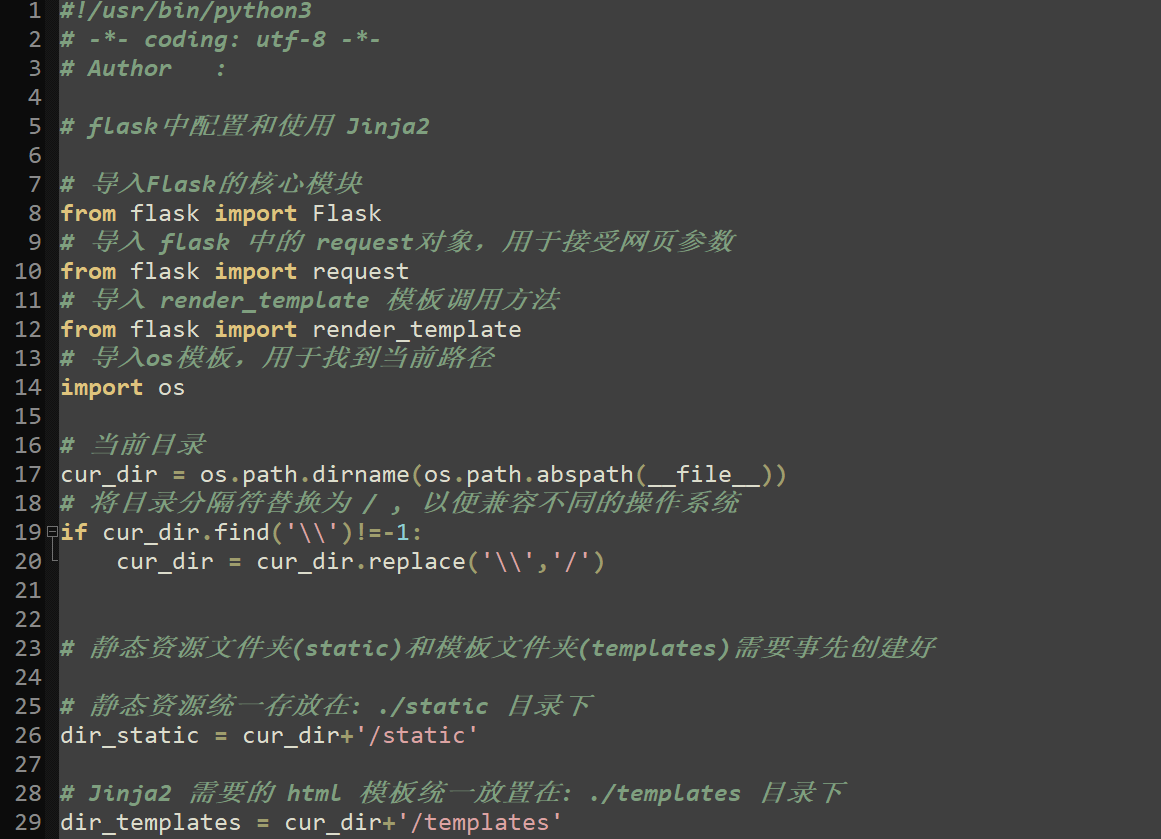 1 #!/usr/bin/python3
2 # -*- coding: utf-8 -*-
3 # Author   :
4
5 # flask中配置和使用 Jinja2
6
7 # 导入Flask的核心模块
8 from flask import Flask
9 # 导入 flask 中的 request对象，用于接受网页参数
10 from flask import request
11 # 导入 render_template 模板调用方法
12 from flask import render_template
13 # 导入os模板，用于找到当前路径
14 import os
15
16 # 当前目录
17 cur_dir = os.path.dirname(os.path.abspath(__file__))
18 # 将目录分隔符替换为 / , 以便兼容不同的操作系统
19 if cur_dir.find('\\')!=-1:
20     cur_dir = cur_dir.replace('\\','/')
21
22
23 # 静态资源文件夹(static)和模板文件夹(templates)需要事先创建好
24
25 # 静态资源统一存放在: ./static 目录下
26 dir_static = cur_dir+'/static'
27
28 # Jinja2 需要的 html 模板统一放置在: ./templates 目录下
29 dir_templates = cur_dir+'/templates'